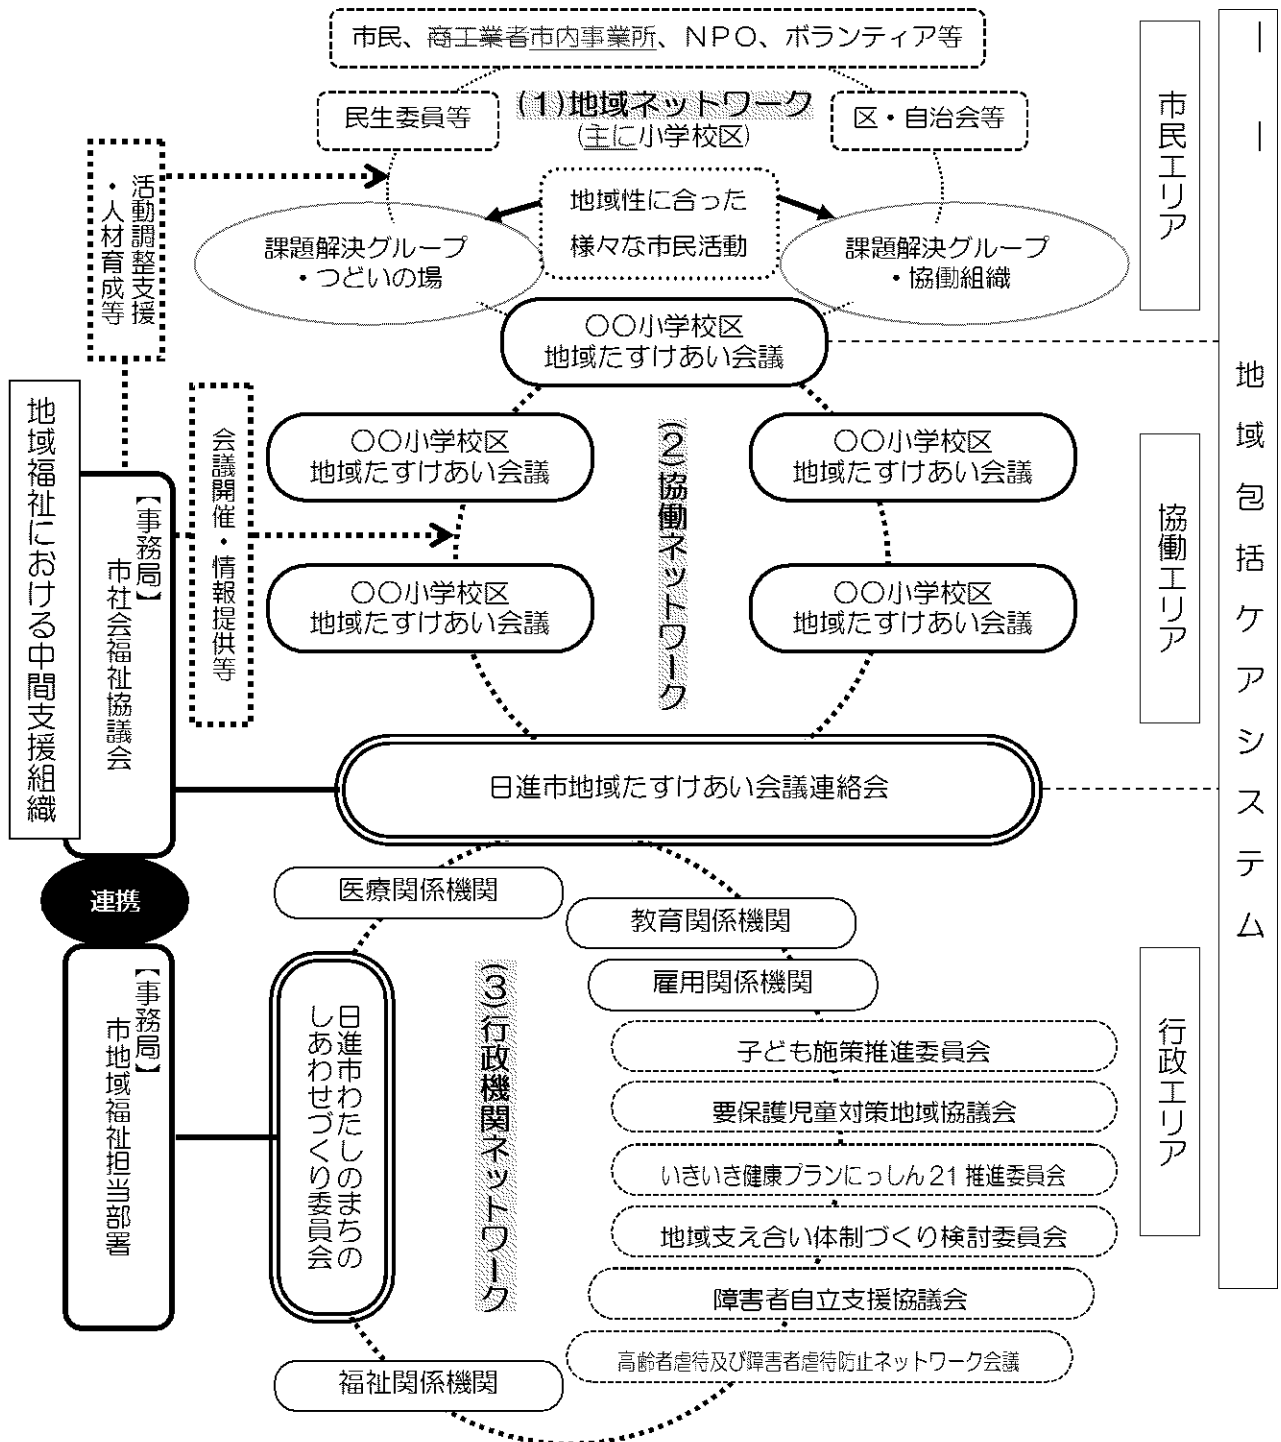 市民、商工業者市内事業所、NPO、ボランティア等
民生委員等
(1)地域ネットワーク
(主に小学校区)
区・自治会等
市民エリア
活動調整支援
・人材育成等
地域性に合った
様々な市民活動
課題解決グループ
・つどいの場
課題解決グループ
・協働組織
〇〇小学校区
地域たすけあい会議
地域包括ケアシステム
地域福祉における中間支援組織
【事務局】
市社会福祉協議会
会議開催・情報提供等
〇〇小学校区
地域たすけあい会議
〇〇小学校区
地域たすけあい会議
(2)協働ネットワーク
協働エリア
〇〇小学校区
地域たすけあい会議
〇〇小学校区
地域たすけあい会議
日進市地域たすけあい会議連絡会
連携
医療関係機関
教育関係機関
雇用関係機関
【事務局】
市地域福祉担当部署
日進市わたしのまちの
しあわせづくり委員会
(3)行政機関ネットワーク
行政エリア
子ども施策推進委員会
要保護児童対策地域協議会
いきいき健康プランにっしん21推進委員会
地域支え合い体制づくり検討委員会
障害者自立支援協議会
高齢者虐待及び障害者虐待防止ネットワーク会議
福祉関係機関